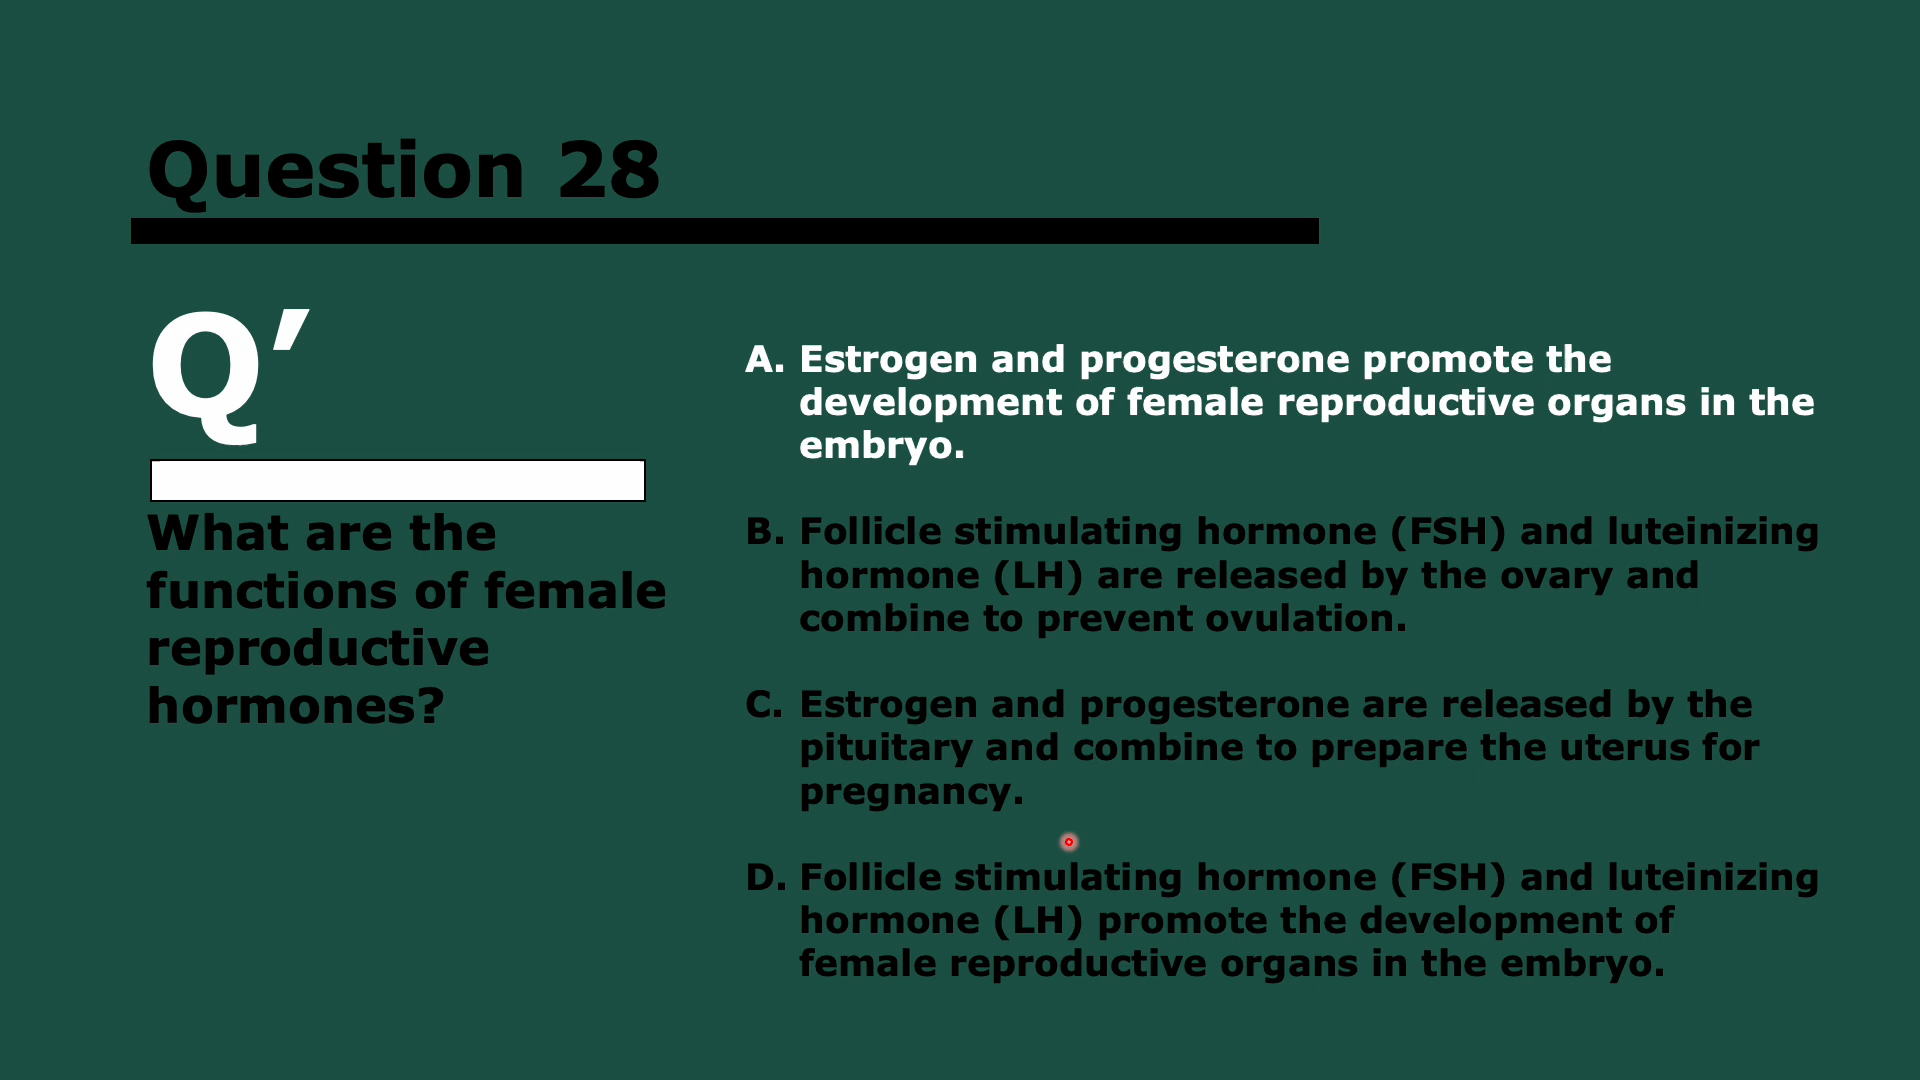 Question 28
Q’
What are the
functions of female
reproductive
hormones?
A. Estrogen and progesterone promote the
development of female reproductive organs in the
embryo.
B. Follicle stimulating hormone (FSH) and luteinizing
hormone (LH) are released by the ovary and
combine to prevent ovulation.
C. Estrogen and progesterone are released by the
pituitary and combine to prepare the uterus for
pregnancy.
D. Follicle stimulating hormone (FSH) and luteinizing
hormone (LH) promote the development of
female reproductive organs in the embryo.